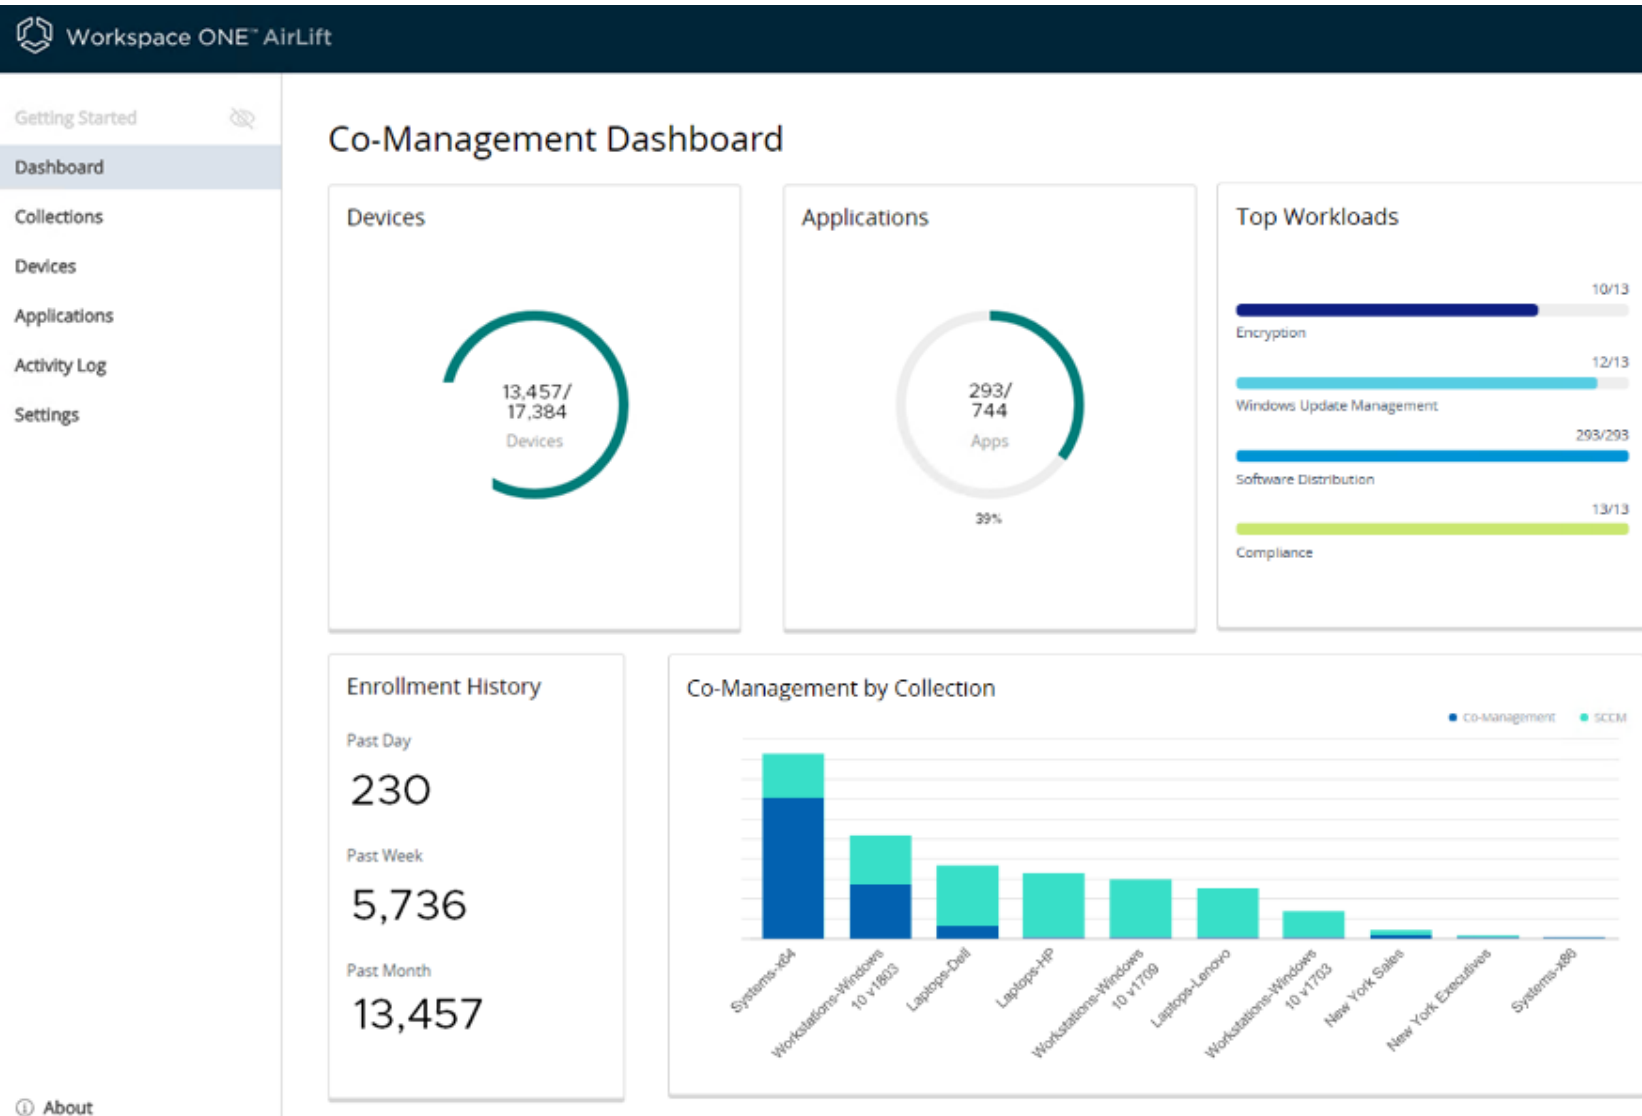 Workspace ONE™ AirLift
Getting Started
Dashboard
Collections
Devices
Applications
Activity Log
Settings
About
Co-Management Dashboard
Devices
13,457/
17,384
Devices
Applications
293/
744
Apps
39%
Top Workloads
10/13
Encryption
12/13
Windows Update Management
293/293
Software Distribution
13/13
Compliance
Enrollment History
Past Day
230
Past Week
5,736
Past Month
13,457
Co-Management by Collection
Co-Management
SCCM
Systems-x64
Workstations-Windows
10 v1803
Laptops-Dell
Laptops-HP
Workstations-Windows
10 v1709
Laptops-Lenovo
Workstations-Windows
10 v1703
New York Sales
New York Executives
Systems-x86